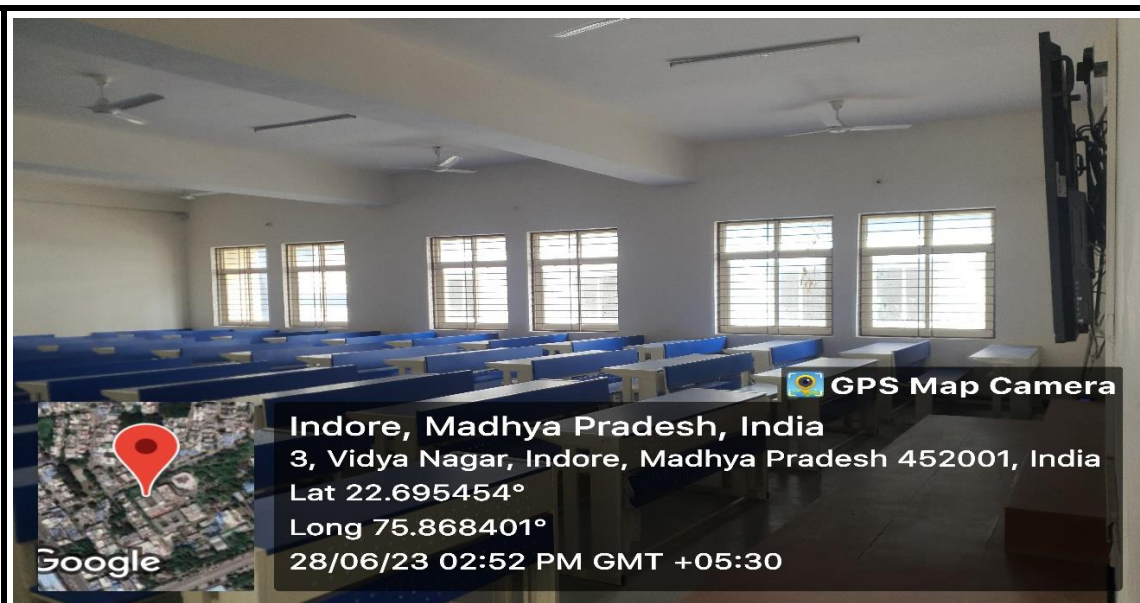 GPS Map Camera
Indore, Madhya Pradesh, India
3, Vidya Nagar, Indore, Madhya Pradesh 452001, India
Lat 22.695454°
Long 75.868401°
28/06/23 02:52 PM GMT +05:30
Google